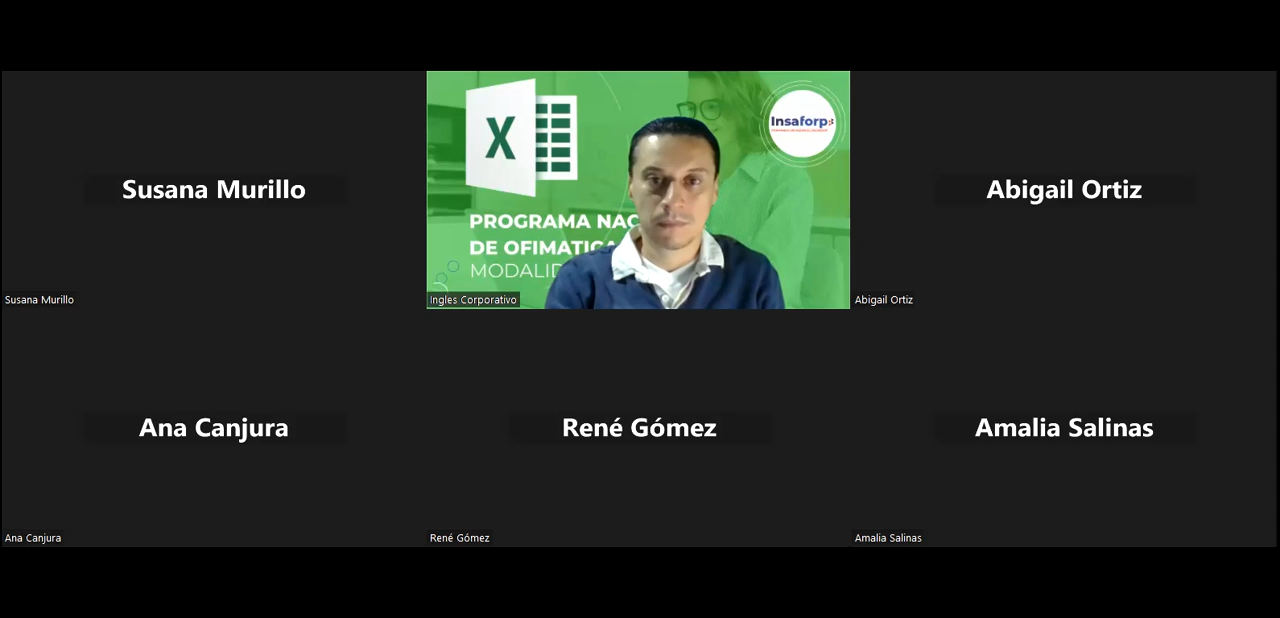 Susana Murillo
Susana Murillo
X
Insaforp
PROGRAMA NAC
DE OFIMATICA
MODALID
Ingles Corporativo
Abigail Ortiz
Abigail Ortiz
Ana Canjura
Ana Canjura
René Gómez
René Gómez
Amalia Salinas
Amalia Salinas